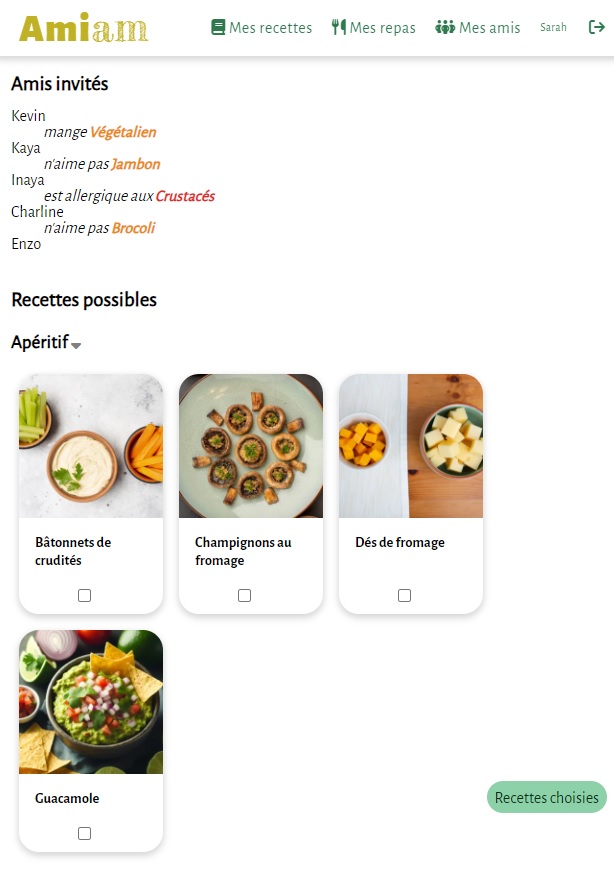 Amiam
Mes recettes Mes repas Mes amis Sarah
Amis invités
Kevin
mange Végétalien
Kaya
n'aime pas Jambon
Inaya
est allergique aux Crustacés
Charline
n'aime pas Brocoli
Enzo
Recettes possibles
Apéritif
Bâtonnets de
crudités
Champignons au
fromage
Dés de fromage
Guacamole
Recettes choisies